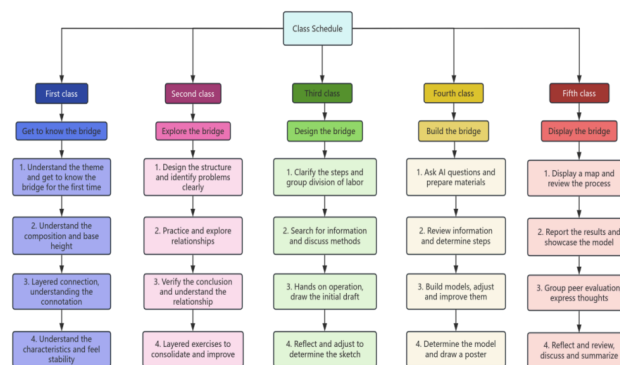 Class Schedule
First class
Second class
Third class
Fourth class
Fifth class
Get to know the bridge
Explore the bridge
Design the bridge
Build the bridge
Display the bridge
1. Understand the theme
and get to know the
bridge for the first time
1. Design the structure
and identify problems
clearly
1. Clarify the steps and
group division of labor
1. Ask AI questions and
prepare materials
1. Display a map and
review the process
2. Understand the
composition and base
height
2. Practice and explore
relationships
2. Search for information
and discuss methods
2. Review information
and determine steps
2. Report the results and
showcase the model
3. Layered connection,
understanding the
connotation
3. Verify the conclusion
and understand the
relationship
3. Hands on operation,
draw the initial draft
3. Build models, adjust
and improve them
3. Group peer evaluation
express thoughts
4. Understand the
characteristics and feel
stability
4. Layered exercises to
consolidate and improve
4. Reflect and adjust to
determine the sketch
4. Determine the model
and draw a poster
4. Reflect and review,
discuss and summarize